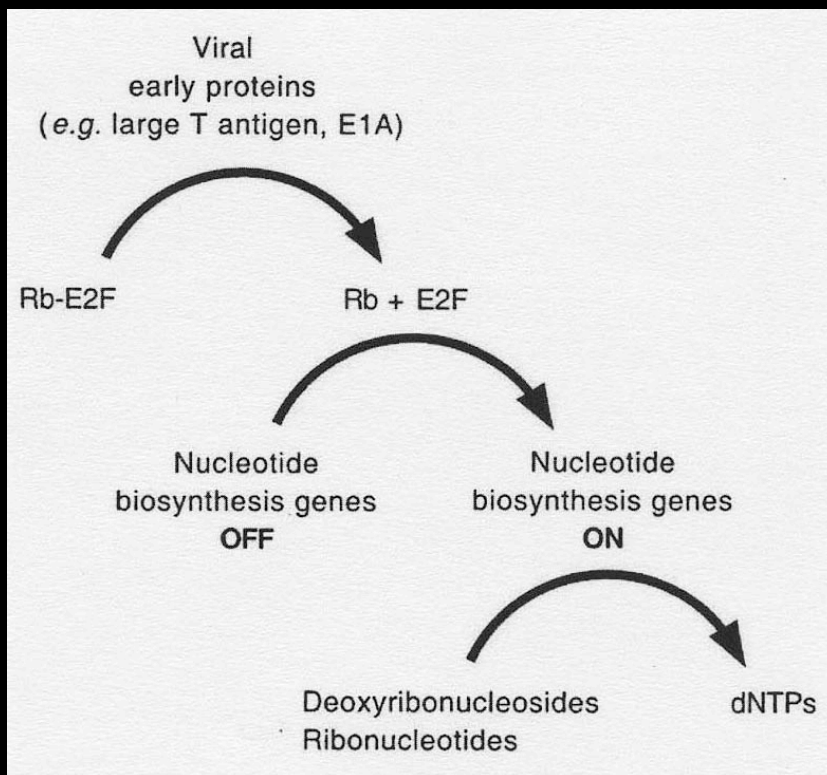 Viral
early proteins
(e.g. large T antigen, E1A)
Rb-E2F
Rb + E2F
Nucleotide
biosynthesis genes
OFF
Nucleotide
biosynthesis genes
ON
Deoxyribonucleosides
Ribonucleotides
dNTPs